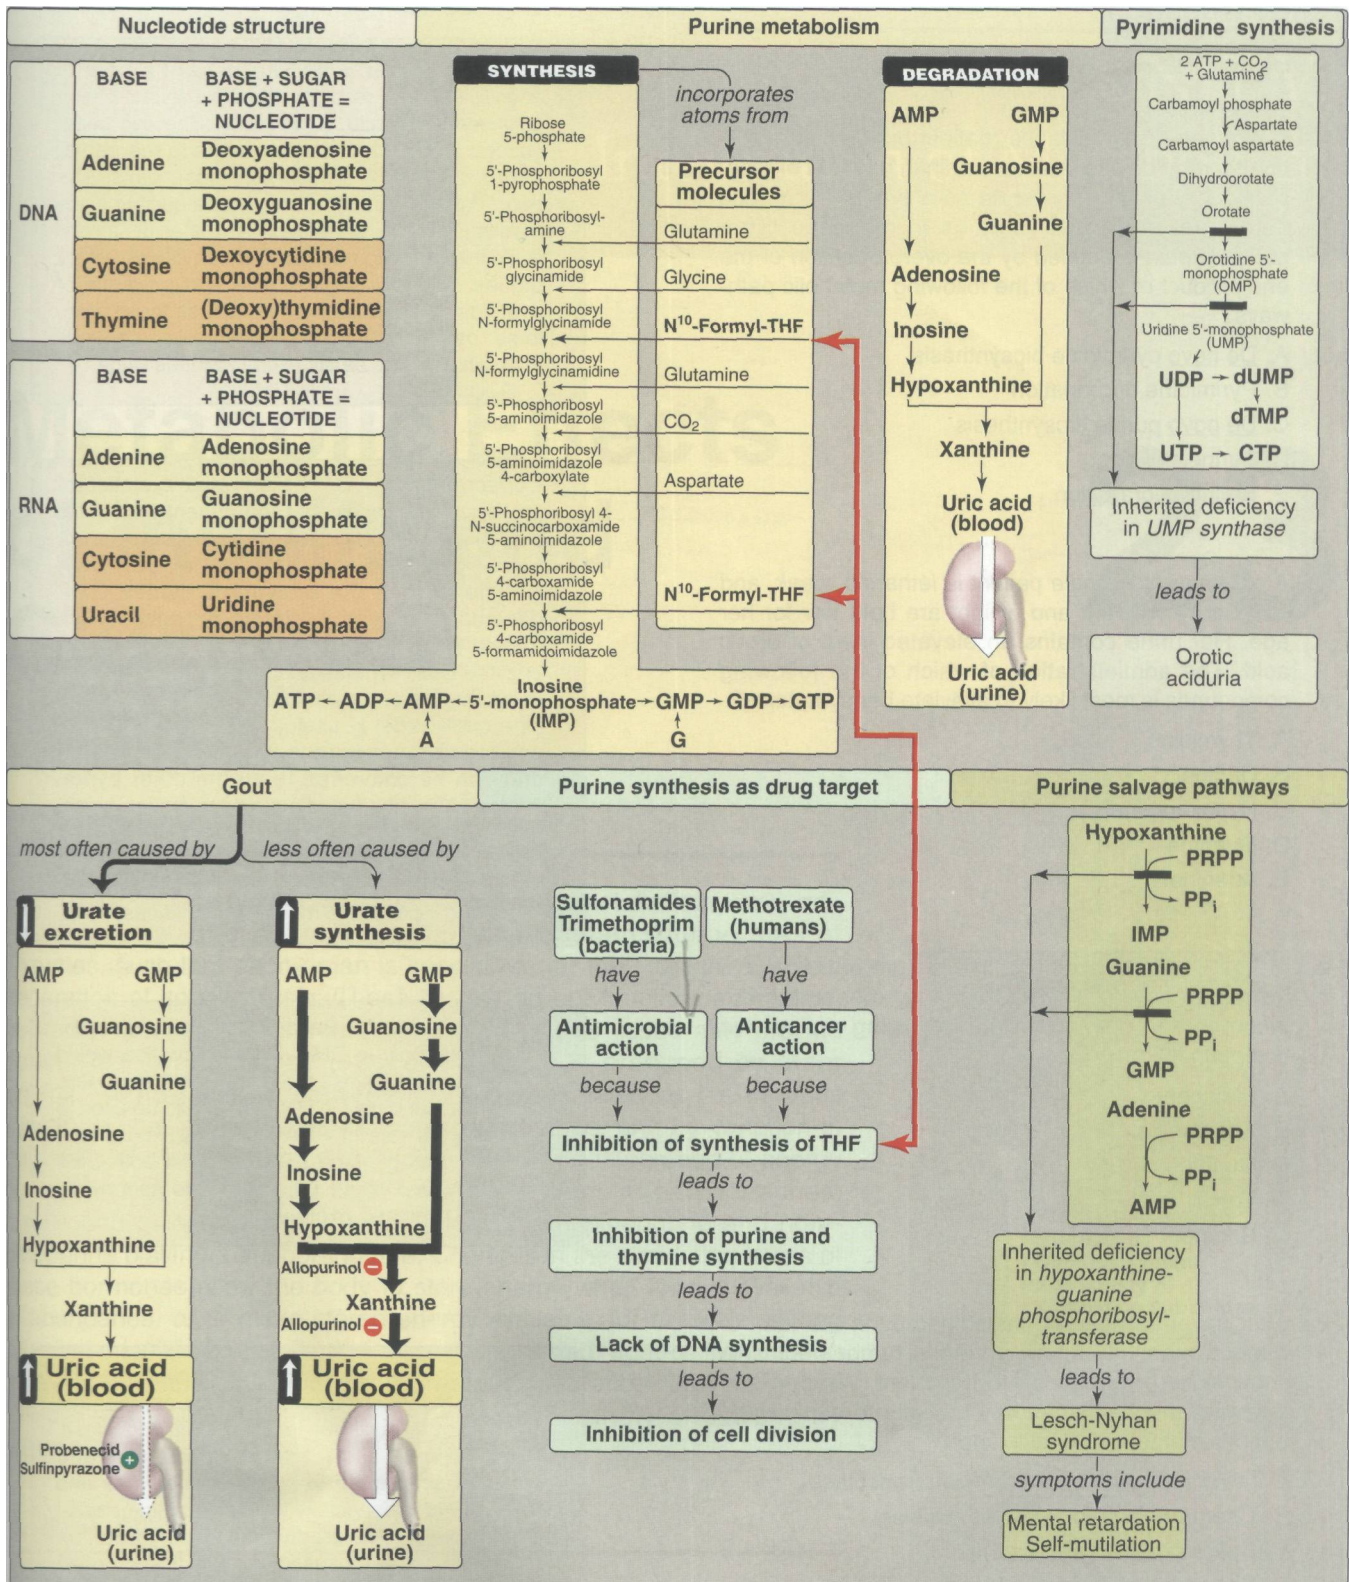 Nucleotide structure
DNA
BASE
BASE + SUGAR
+ PHOSPHATE =
NUCLEOTIDE
Adenine
Deoxyadenosine
monophosphate
Guanine
Deoxyguanosine
monophosphate
Cytosine
Dexoycytidine
monophosphate
Thymine
(Deoxy)thymidine
monophosphate
RNA
BASE
BASE + SUGAR
+ PHOSPHATE =
NUCLEOTIDE
Adenine
Adenosine
monophosphate
Guanine
Guanosine
monophosphate
Cytosine
Cytidine
monophosphate
Uracil
Uridine
monophosphate
Purine metabolism
SYNTHESIS
incorporates
atoms from
Ribose
5-phosphate
5'-Phosphoribosyl
1-pyrophosphate
5'-Phosphoribosyl-
amine
5'-Phosphoribosyl
glycinamide
5'-Phosphoribosyl
N-formylglycinamide
5'-Phosphoribosyl
N-formylglycinamidine
5'-Phosphoribosyl
5-aminoimidazole
5'-Phosphoribosyl
5-aminoimidazole
4-carboxylate
5'-Phosphoribosyl 4-
N-succinocarboxamide
5-aminoimidazole
5'-Phosphoribosyl
4-carboxamide
5-aminoimidazole
5'-Phosphoribosyl
4-carboxamide
5-formamidoimidazole
Precursor
molecules
Glutamine
Glycine
N10-Formyl-THF
Glutamine
CO2
Aspartate
N10-Formyl-THF
ATP ← ADP ← AMP ← Inosine
5'-monophosphate
(IMP) → GMP → GDP → GTP
A
G
DEGRADATION
AMP
GMP
Guanosine
Guanine
Adenosine
Inosine
Hypoxanthine
Xanthine
Uric acid
(blood)
Uric acid
(urine)
Pyrimidine synthesis
2 ATP + CO2
+ Glutamine
Carbamoyl phosphate
Aspartate
Carbamoyl aspartate
Dihydroorotate
Orotate
Orotidine 5'-
monophosphate
(OMP)
Uridine 5'-monophosphate
(UMP)
UDP → dUMP
dTMP
UTP → CTP
Inherited deficiency
in UMP synthase
leads to
Orotic
aciduria
Gout
most often caused by
less often caused by
↓ Urate
excretion
AMP
GMP
Guanosine
Guanine
Adenosine
Inosine
Hypoxanthine
Xanthine
↑ Uric acid
(blood)
Probenecid
Sulfinpyrazone +
Uric acid
(urine)
↑ Urate
synthesis
AMP
GMP
Guanosine
Guanine
Adenosine
Inosine
Hypoxanthine
Allopurinol −
Xanthine
Allopurinol −
↑ Uric acid
(blood)
Uric acid
(urine)
Purine synthesis as drug target
Sulfonamides
Trimethoprim
(bacteria)
have
Antimicrobial
action
because
Methotrexate
(humans)
have
Anticancer
action
because
Inhibition of synthesis of THF
leads to
Inhibition of purine and
thymine synthesis
leads to
Lack of DNA synthesis
leads to
Inhibition of cell division
Purine salvage pathways
Hypoxanthine
PRPP
PPi
IMP
Guanine
PRPP
PPi
GMP
Adenine
PRPP
PPi
AMP
Inherited deficiency
in hypoxanthine-
guanine
phosphoribosyl-
transferase
leads to
Lesch-Nyhan
syndrome
symptoms include
Mental retardation
Self-mutilation